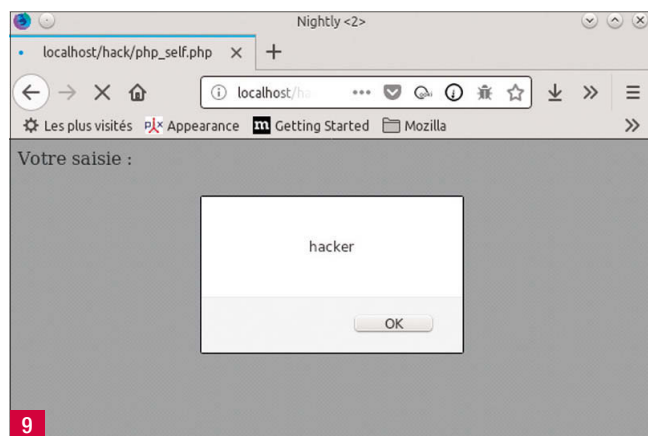 Nightly <2>
localhost/hack/php_self.php
localhost/ha
Les plus visités Appearance Getting Started Mozilla
Votre saisie :
hacker
OK
9